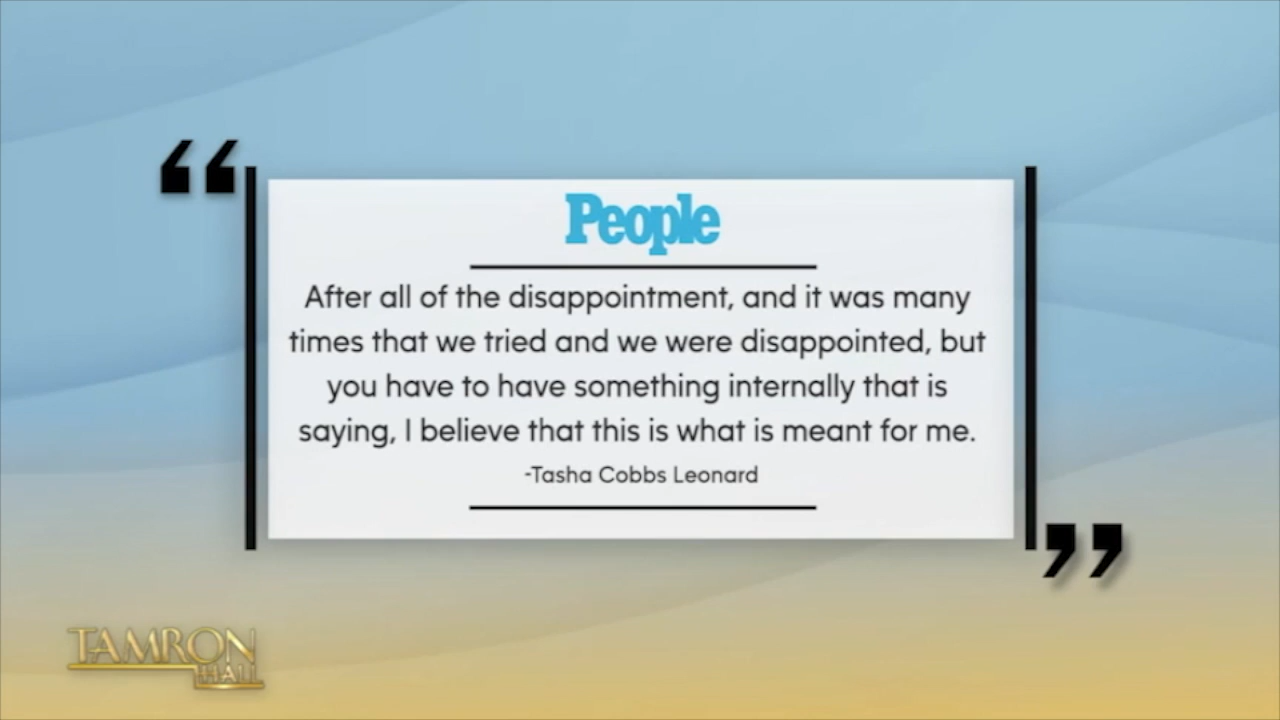 “
People
After all of the disappointment, and it was many
times that we tried and we were disappointed, but
you have to have something internally that is
saying, I believe that this is what is meant for me.
-Tasha Cobbs Leonard
”
TAMRON
HALL